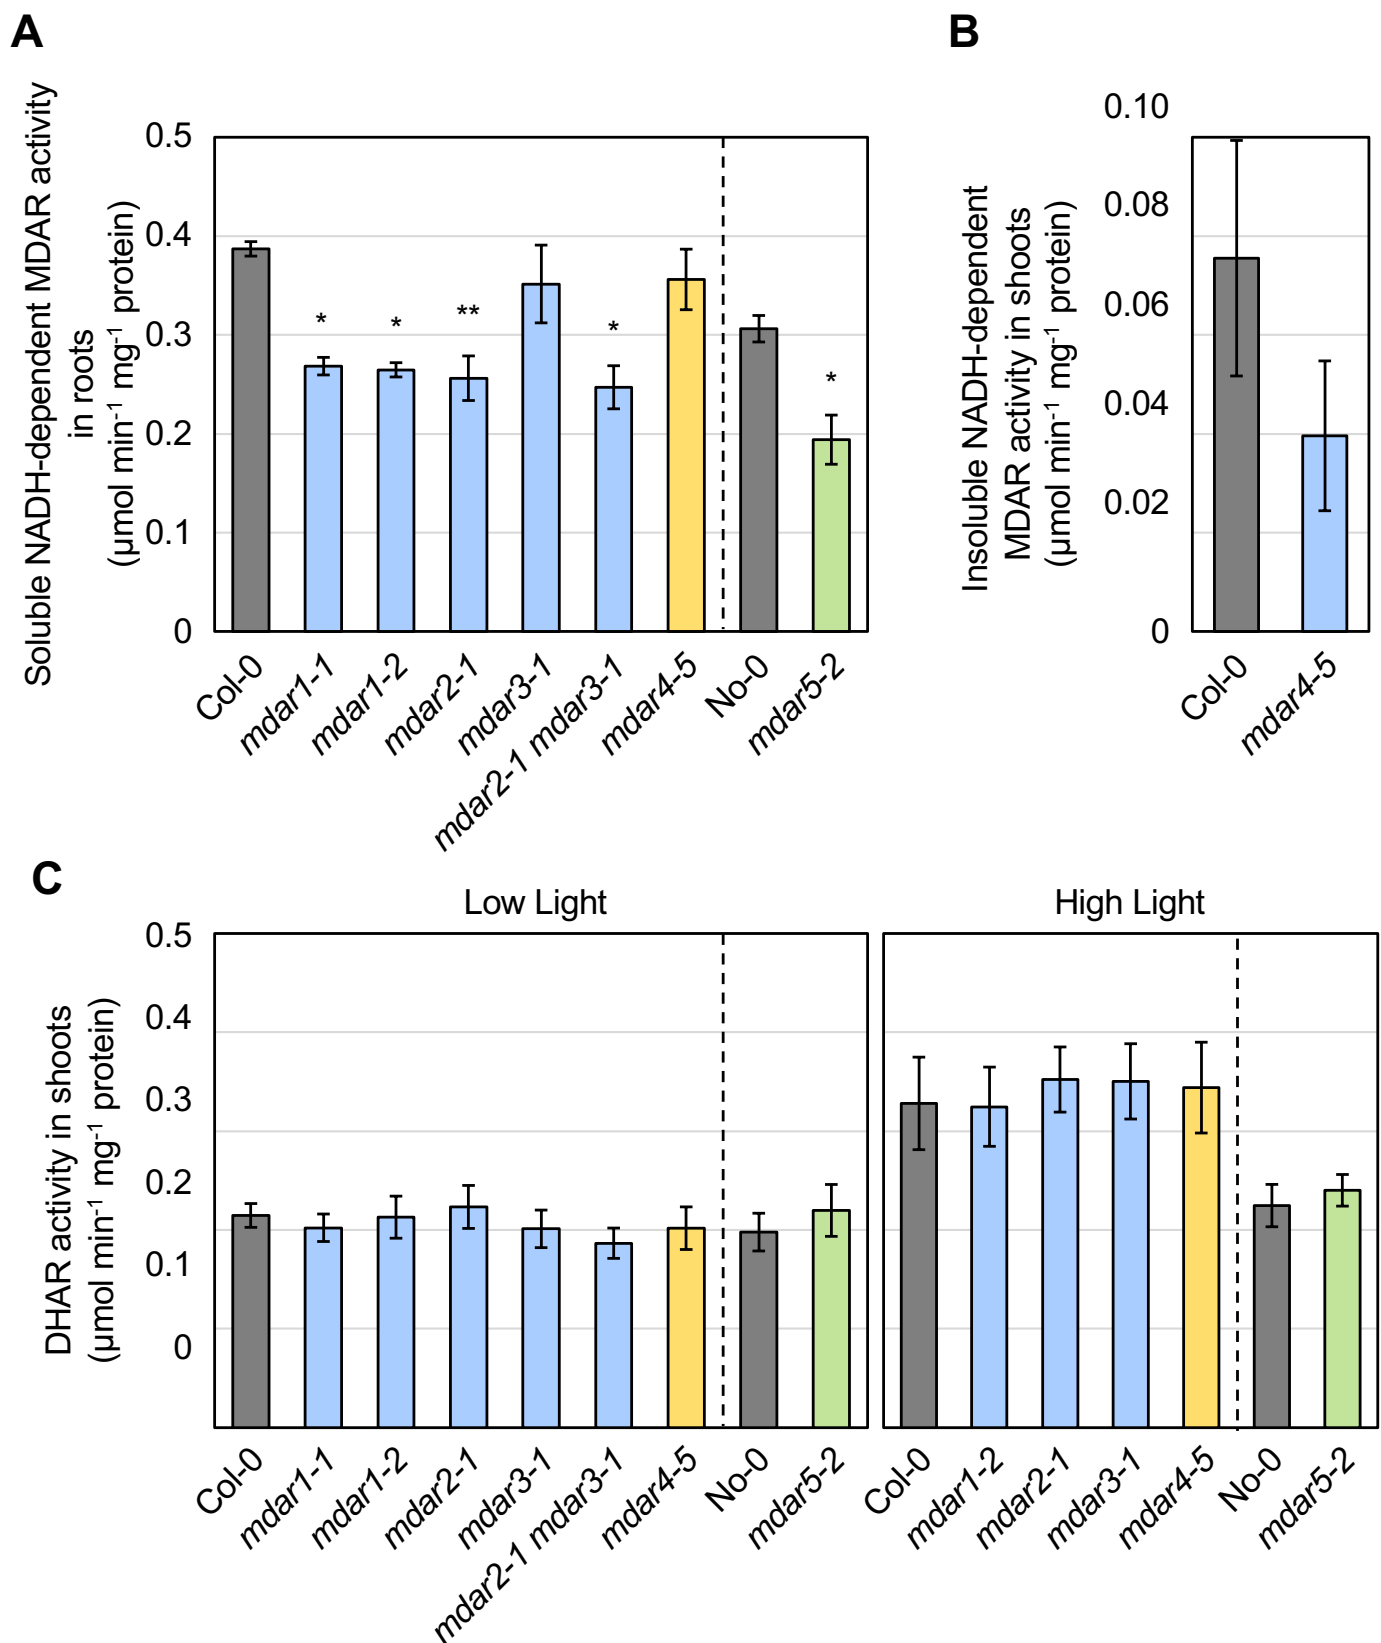 A
Soluble NADH-dependent MDAR activity
in roots
(µmol min⁻¹ mg⁻¹ protein)
0.5
0.4
0.3
0.2
0.1
0
*
*
**
*
*
Col-0
mdar1-1
mdar1-2
mdar2-1
mdar3-1
mdar2-1 mdar3-1
mdar4-5
No-0
mdar5-2
B
Insoluble NADH-dependent
MDAR activity in shoots
(µmol min⁻¹ mg⁻¹ protein)
0.10
0.08
0.06
0.04
0.02
0
Col-0
mdar4-5
C
Low Light
High Light
DHAR activity in shoots
(µmol min⁻¹ mg⁻¹ protein)
0.5
0.4
0.3
0.2
0.1
0
Col-0
mdar1-1
mdar1-2
mdar2-1
mdar3-1
mdar2-1 mdar3-1
mdar4-5
No-0
mdar5-2
Col-0
mdar1-2
mdar2-1
mdar3-1
mdar4-5
No-0
mdar5-2